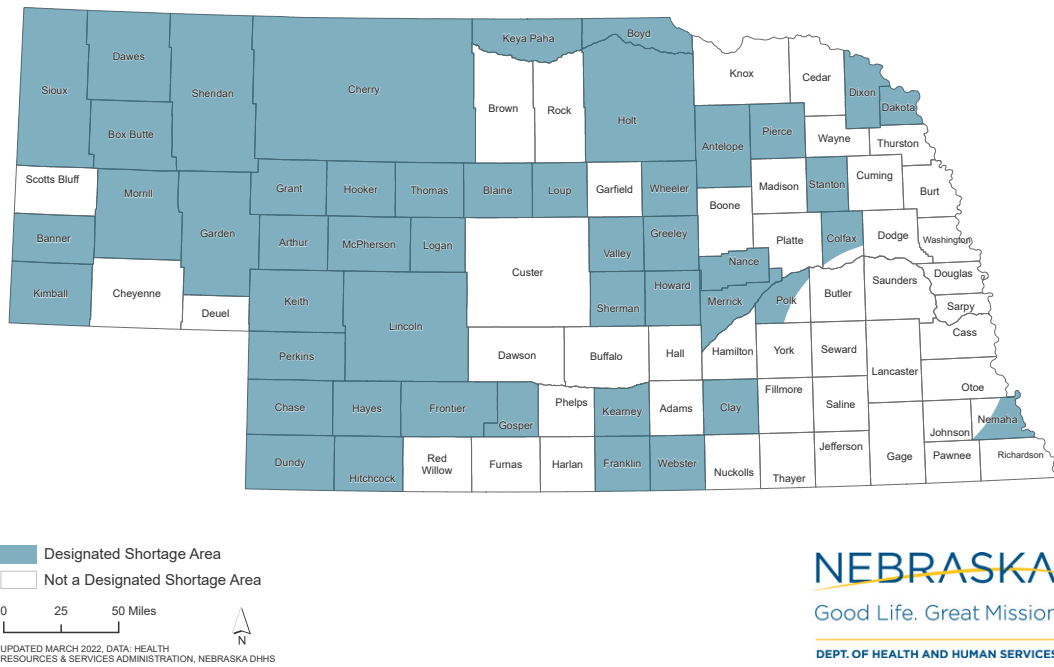 Keya Paha
Boyd
Dawes
Sioux
Sheridan
Cherry
Knox
Cedar
Dixon
Dakota
Brown
Rock
Holt
Box Butte
Antelope
Pierce
Wayne
Thurston
Scotts Bluff
Morrill
Grant
Hooker
Thomas
Blaine
Loup
Garfield
Wheeler
Madison
Stanton
Cuming
Burt
Boone
Banner
Garden
Arthur
McPherson
Logan
Custer
Valley
Greeley
Platte
Colfax
Dodge
Washington
Nance
Kimball
Cheyenne
Deuel
Keith
Lincoln
Sherman
Howard
Merrick
Polk
Butler
Saunders
Douglas
Sarpy
Cass
Perkins
Dawson
Buffalo
Hall
Hamilton
York
Seward
Lancaster
Otoe
Chase
Hayes
Frontier
Gosper
Phelps
Kearney
Adams
Clay
Fillmore
Saline
Nemaha
Johnson
Dundy
Hitchcock
Red
Willow
Furnas
Harlan
Franklin
Webster
Nuckolls
Thayer
Jefferson
Gage
Pawnee
Richardson
Designated Shortage Area
Not a Designated Shortage Area
0 25 50 Miles
N
UPDATED MARCH 2022, DATA: HEALTH
RESOURCES & SERVICES ADMINISTRATION, NEBRASKA DHHS
NEBRASKA
Good Life. Great Mission
DEPT. OF HEALTH AND HUMAN SERVICES